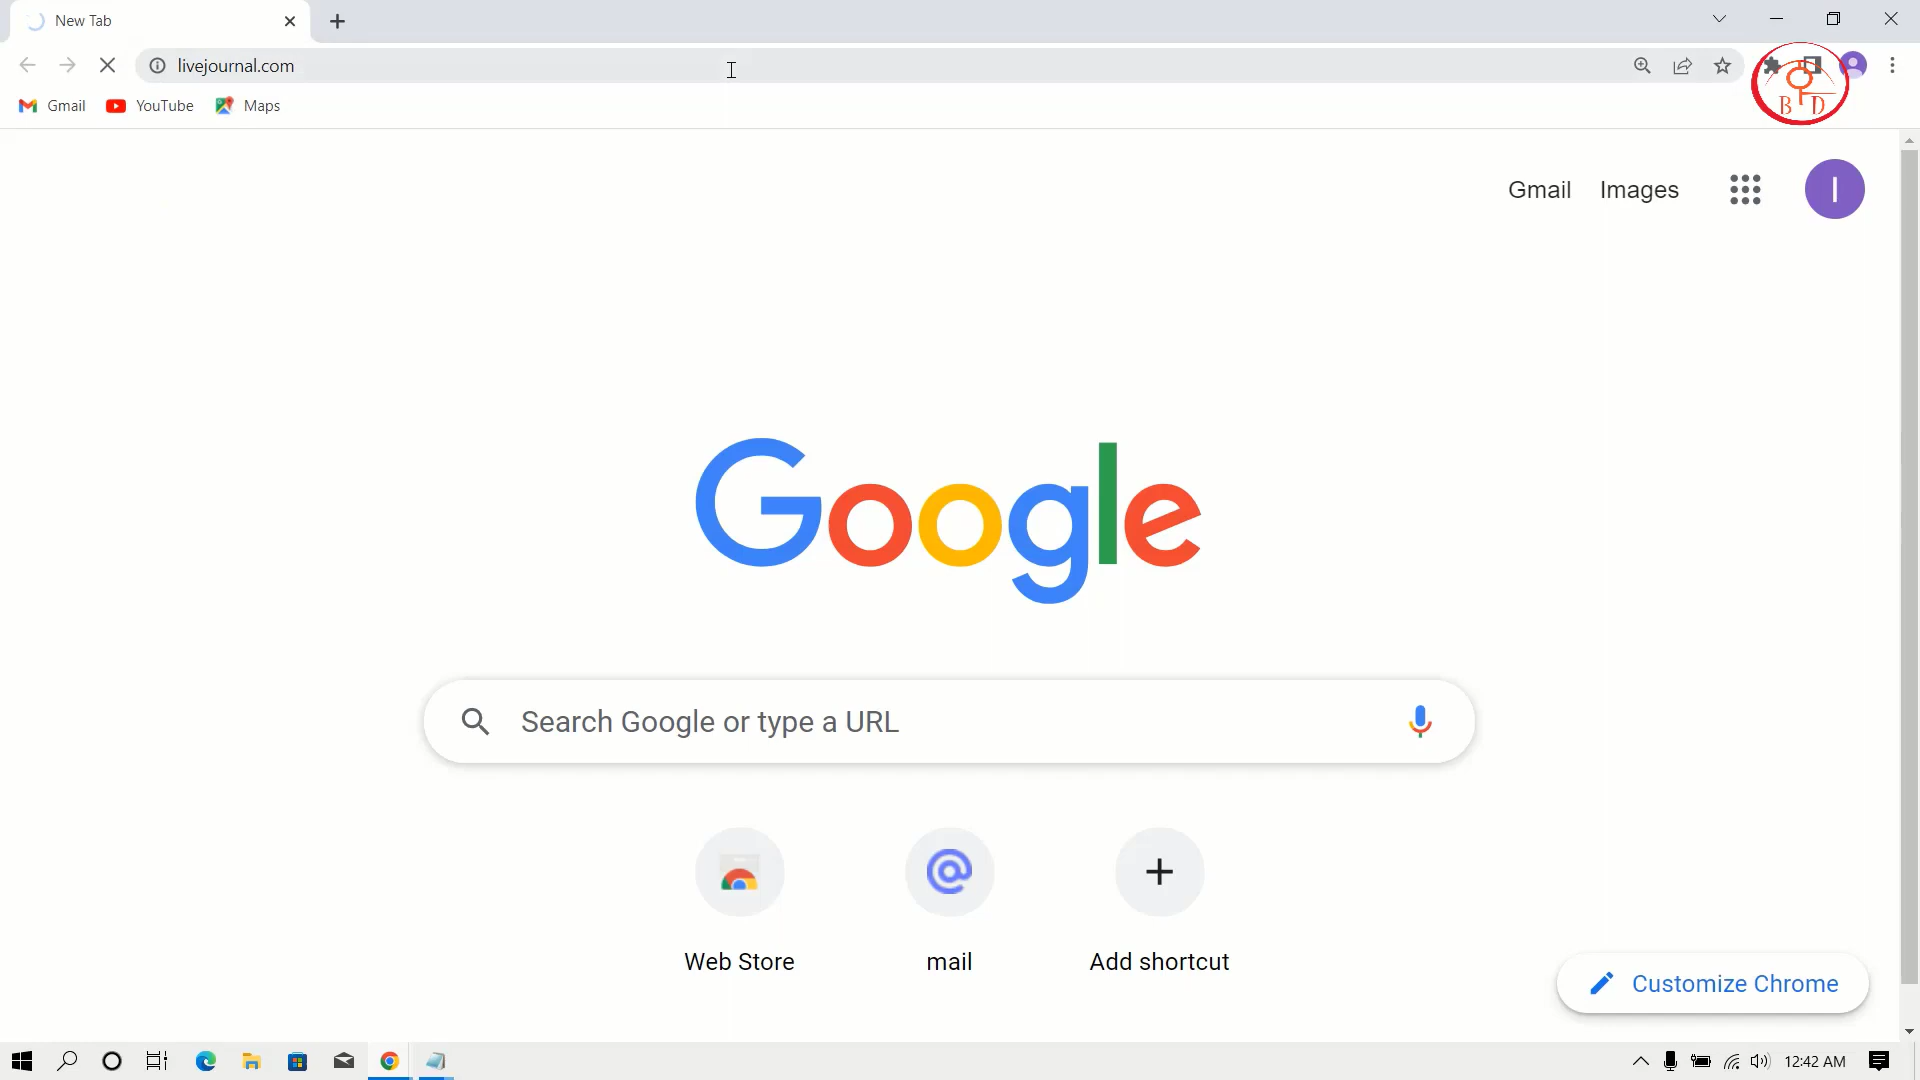 New Tab
livejournal.com
Gmail
YouTube
Maps
B D
Gmail
Images
I
Google
Search Google or type a URL
Web Store
mail
Add shortcut
Customize Chrome
12:42 AM